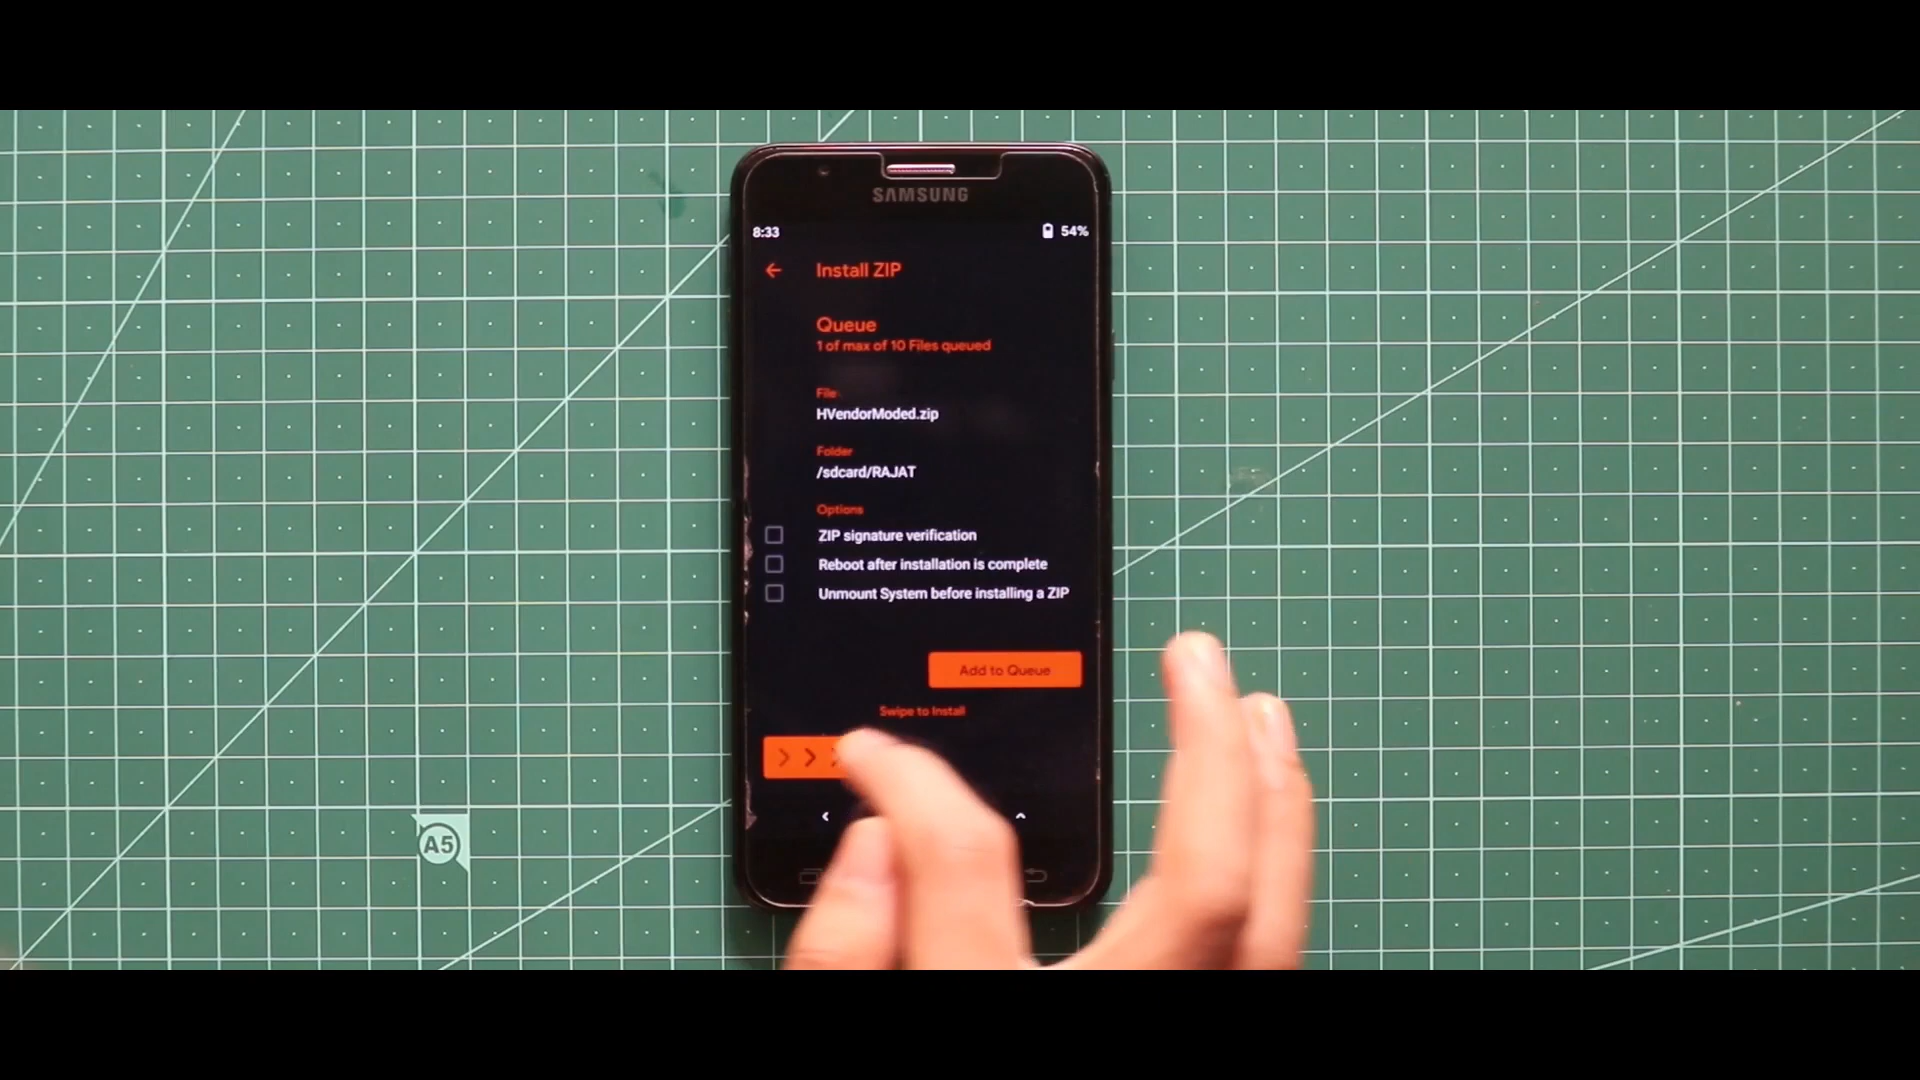 SAMSUNG
8:33
54%
Install ZIP
Queue
1 of max of 10 Files queued
File
HVendorModed.zip
Folder
/sdcard/RAJAT
Options
ZIP signature verification
Reboot after installation is complete
Unmount System before installing a ZIP
Add to Queue
Swipe to Install
A5